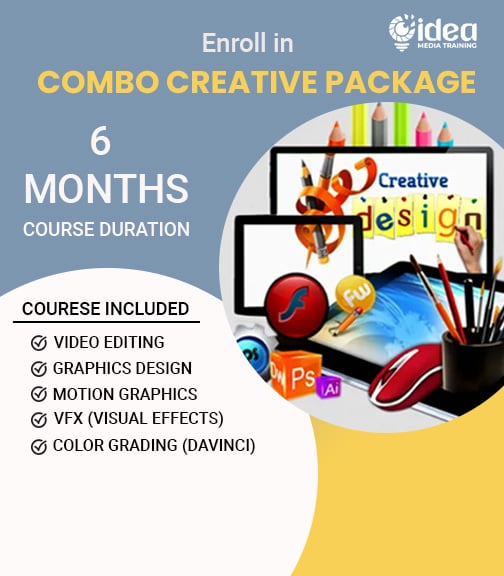 idea
MEDIA TRAINING
Enroll in
COMBO CREATIVE PACKAGE
6
MONTHS
COURSE DURATION
Creative
design
COURESE INCLUDED
VIDEO EDITING
GRAPHICS DESIGN
MOTION GRAPHICS
VFX (VISUAL EFFECTS)
COLOR GRADING (DAVINCI)
FW
DW
Ps
Ai